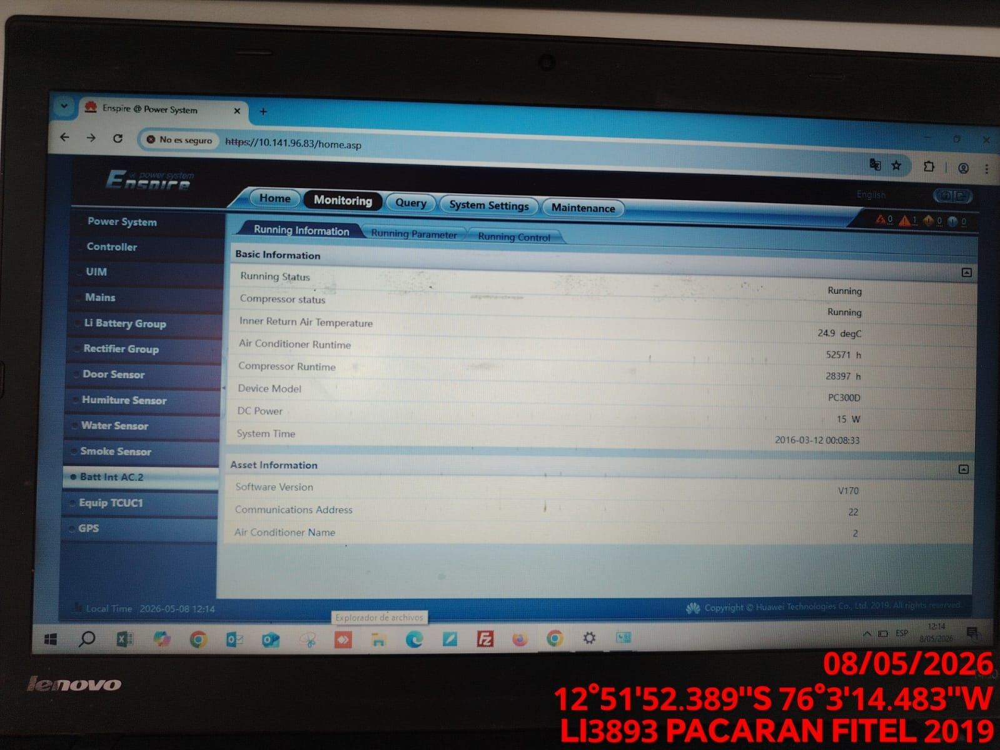 Enspire @ Power System
No es seguro
https://10.141.96.83/home.asp
DC power system
Enspire
English
Home
Monitoring
Query
System Settings
Maintenance
0 1 0 0
Power System
Controller
UIM
Mains
Li Battery Group
Rectifier Group
Door Sensor
Humiture Sensor
Water Sensor
Smoke Sensor
Batt Int AC.2
Equip TCUC1
GPS
Running Information
Running Parameter
Running Control
Basic Information
Running Status Running
Compressor status Running
Inner Return Air Temperature 24.9 degC
Air Conditioner Runtime 52571 h
Compressor Runtime 28397 h
Device Model PC300D
DC Power 15 W
System Time 2016-03-12 00:08:33
Asset Information
Software Version V170
Communications Address 22
Air Conditioner Name 2
Local Time 2026-05-08 12:14
Copyright © Huawei Technologies Co., Ltd. 2019. All rights reserved.
Explorador de archivos
ESP
12:14
8/05/2026
lenovo
08/05/2026
12°51'52.389"S 76°3'14.483"W
LI3893 PACARAN FITEL 2019